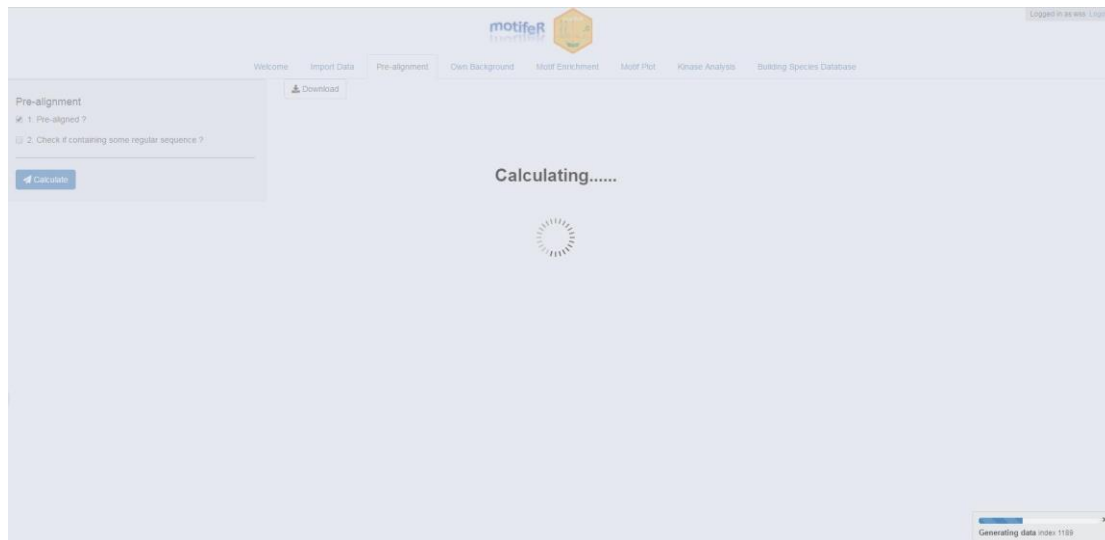 motifeR
Logged in as wsa
Welcome Import Data Pre-alignment Own Background Motif Enrichment Motif Plot Kinase Analysis Building Species Database
Download
Pre-alignment
1. Pre-aligned ?
2. Check if containing some regular sequence ?
Calculate
Calculating......
Generating data index 1189